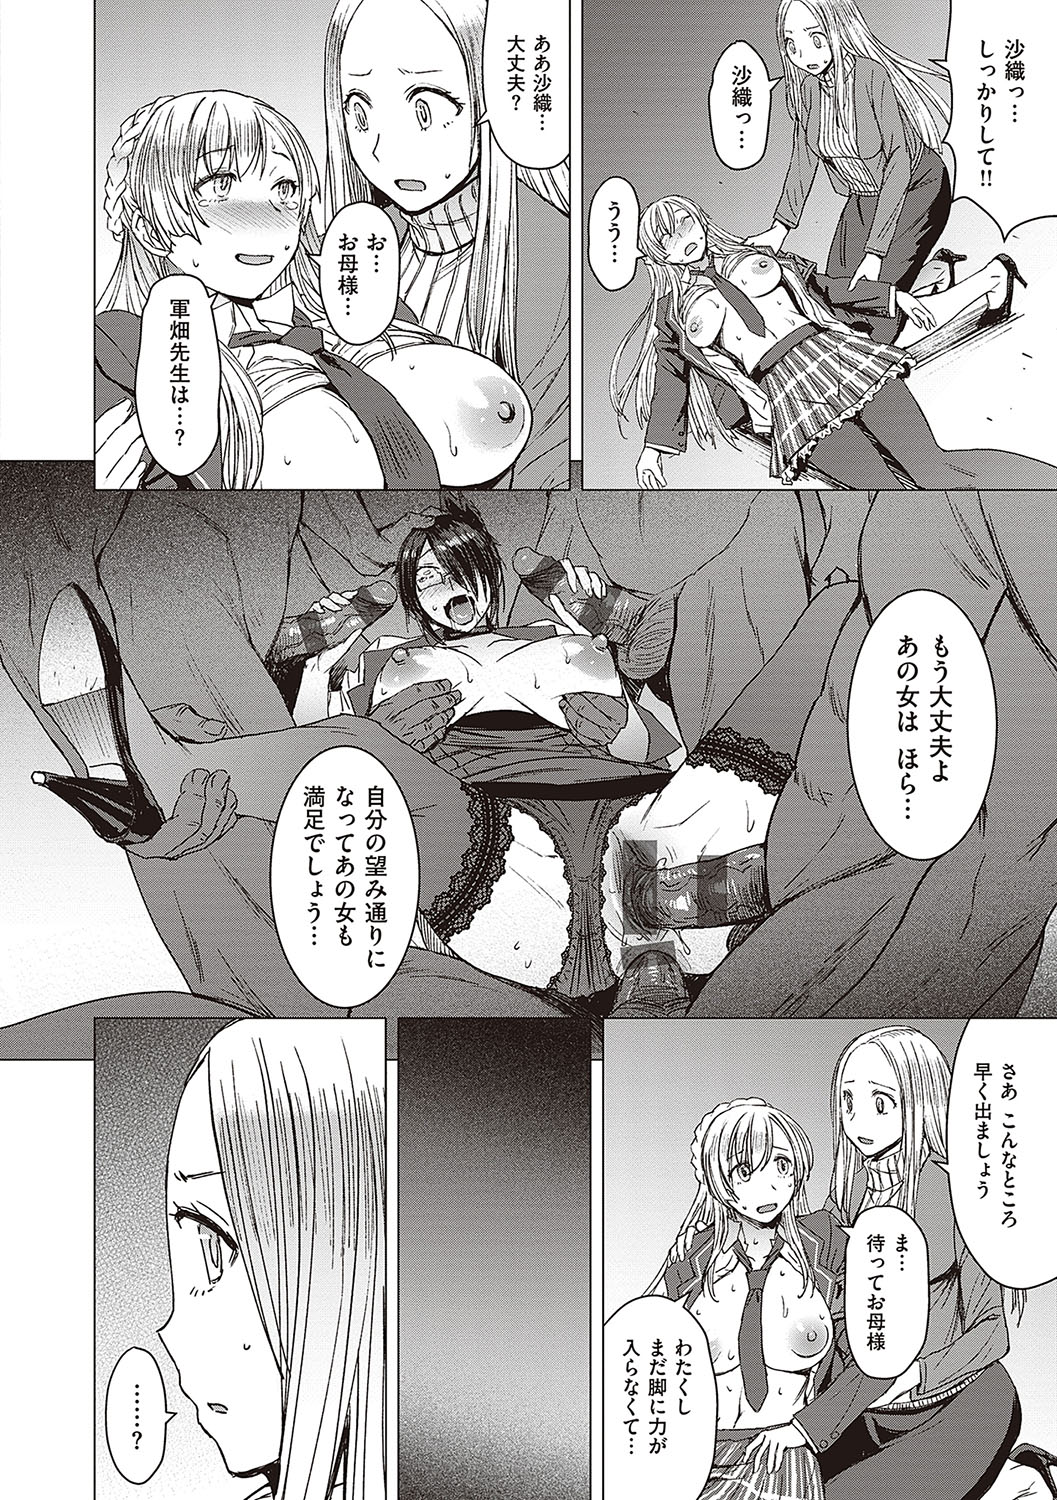 沙織っ…
しっかりして!!
沙織っ…
うう…
ああ沙織…
大丈夫？
お…
お母様…
軍畑先生は…？
もう大丈夫よ
あの女は ほら…
自分の望み通りに
なってあの女も
満足でしょう…
さあ こんなところ
早く出ましょう
ま…
待ってお母様
わたくし
まだ脚に力が
入らなくて…
……？